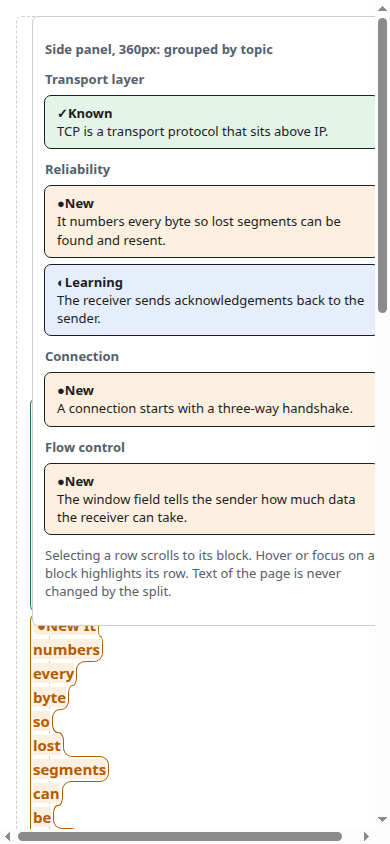 Side panel, 360px: grouped by topic
Transport layer
✓Known
TCP is a transport protocol that sits above IP.
Reliability
●New
It numbers every byte so lost segments can be
found and resent.
◖Learning
The receiver sends acknowledgements back to the
sender.
Connection
●New
A connection starts with a three-way handshake.
Flow control
●New
The window field tells the sender how much data
the receiver can take.
Selecting a row scrolls to its block. Hover or focus on a
block highlights its row. Text of the page is never
changed by the split.
●New It
numbers
every
byte
so
lost
segments
can
be